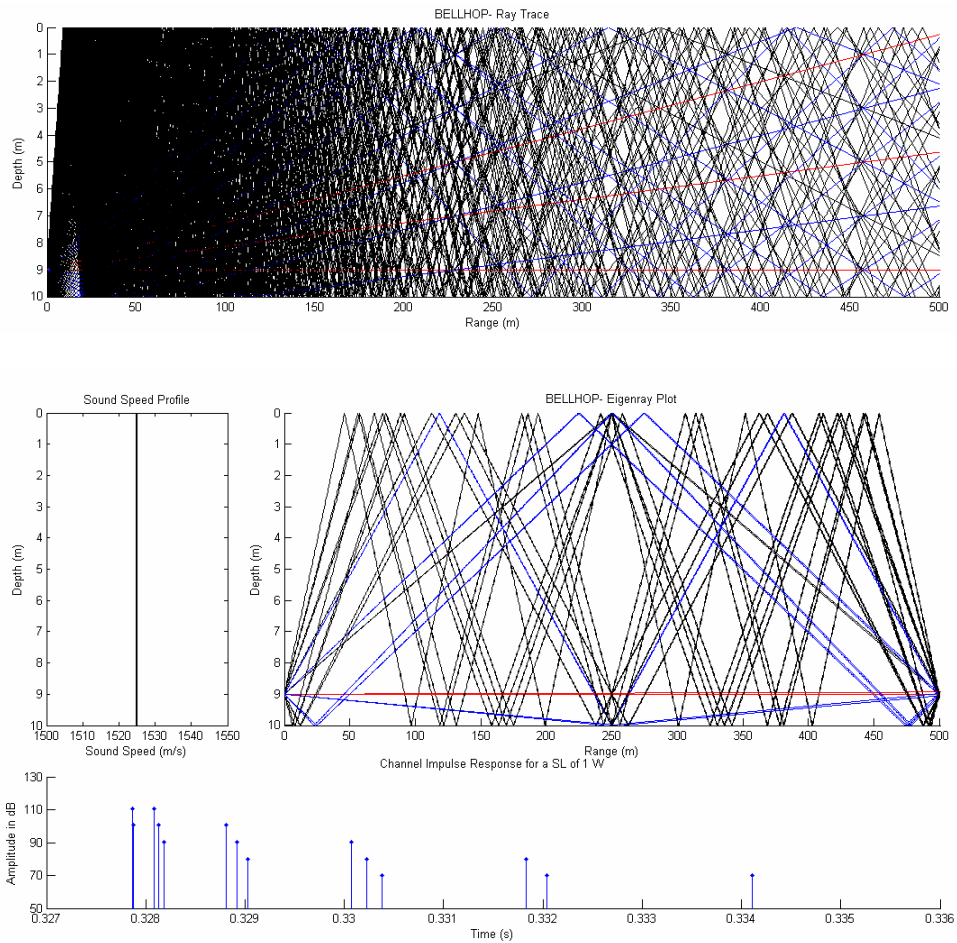 BELLHOP- Ray Trace
0
1
2
3
4
5
6
7
8
9
10
Depth (m)
0 50 100 150 200 250 300 350 400 450 500
Range (m)
Sound Speed Profile
0
1
2
3
4
5
6
7
8
9
10
Depth (m)
1500 1510 1520 1530 1540 1550
Sound Speed (m/s)
BELLHOP- Eigenray Plot
0
1
2
3
4
5
6
7
8
9
10
Depth (m)
0 50 100 150 200 250 300 350 400 450 500
Range (m)
Channel Impulse Response for a SL of 1 W
130
110
90
70
50
Amplitude in dB
0.327 0.328 0.329 0.33 0.331 0.332 0.333 0.334 0.335 0.336
Time (s)